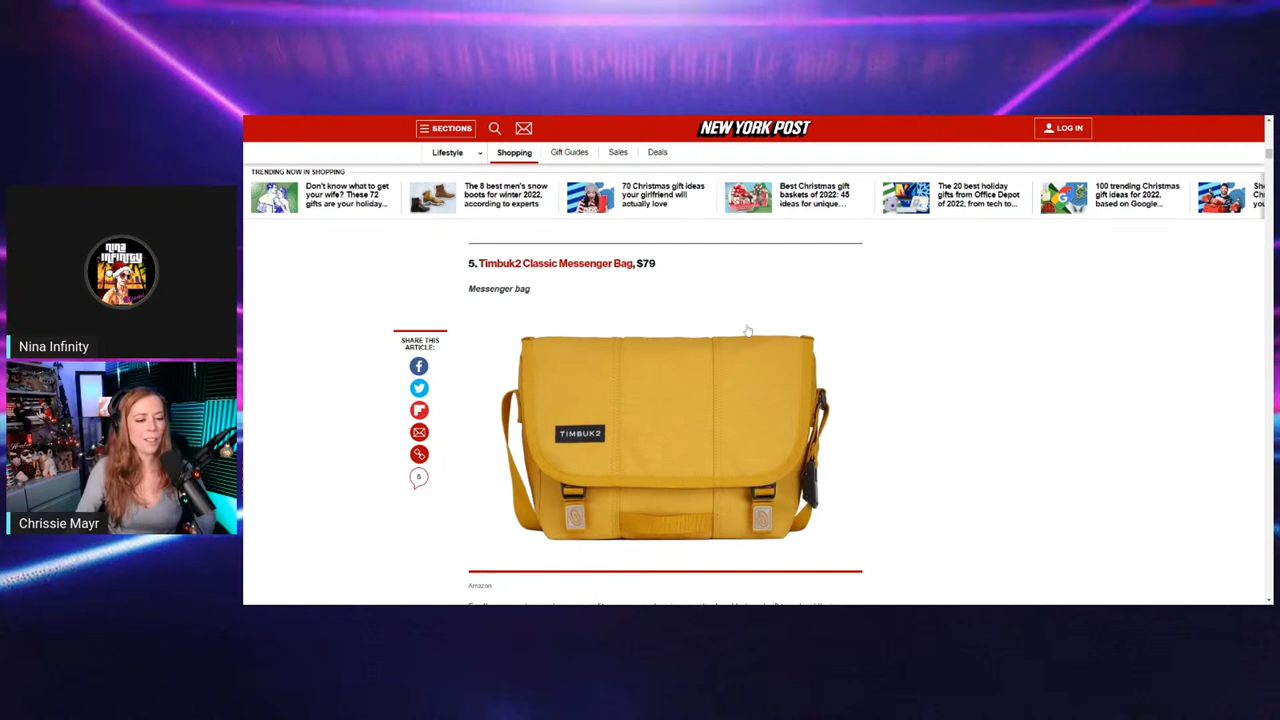 SECTIONS
NEW YORK POST
LOG IN
Lifestyle
Shopping
Gift Guides
Sales
Deals
TRENDING NOW IN SHOPPING
Don't know what to get
your wife? These 72
gifts are your holiday...
The 8 best men's snow
boots for winter 2022,
according to experts
70 Christmas gift ideas
your girlfriend will
actually love
Best Christmas gift
baskets of 2022: 45
ideas for unique...
The 20 best holiday
gifts from Office Depot
of 2022, from tech to...
100 trending Christmas
gift ideas for 2022,
based on Google...
5. Timbuk2 Classic Messenger Bag, $79
Messenger bag
SHARE THIS
ARTICLE:
5
TIMBUK2
Amazon
NINA
INFINITY
Nina Infinity
Chrissie Mayr